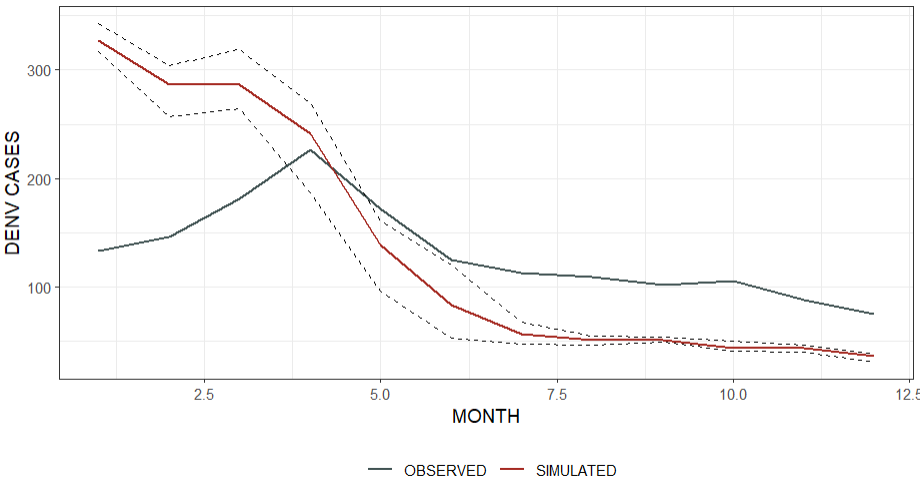 DENV CASES
300
200
100
2.5
5.0
7.5
10.0
12.5
MONTH
OBSERVED
SIMULATED